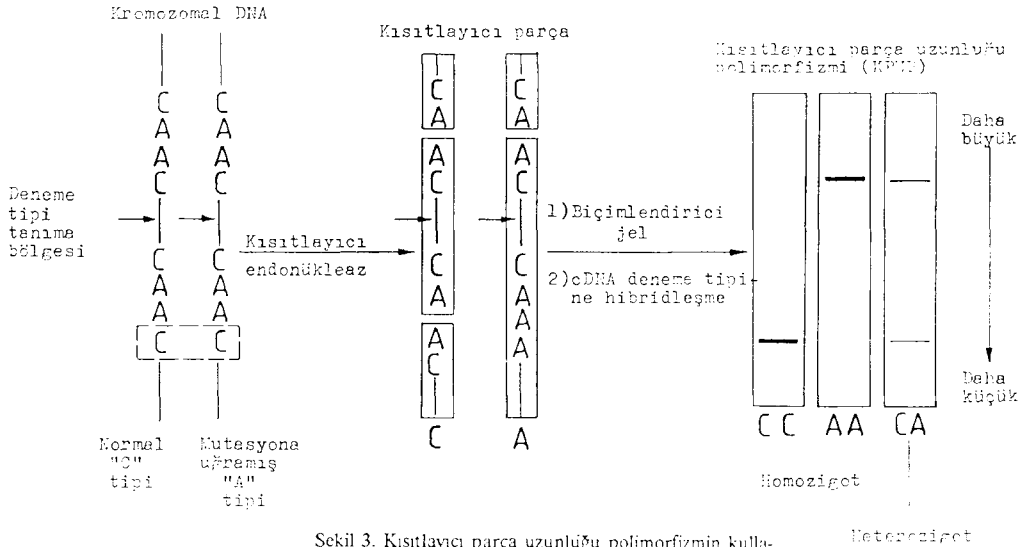 Kromozomal DNA
C
A
A
C
C
A
A
C
C
A
A
C
C
A
A
C
Deneme
tipi
tanıma
bölgesi
Normal
"C"
tipi
Mutasyona
uğramış
"A"
tipi
Kısıtlayıcı
endonükleaz
Kısıtlayıcı parça
C
A
A
C
C
A
A
C
C
C
A
A
C
C
A
A
A
A
1)Biçimlendirici
jel
2)cDNA deneme tipi
ne hibridleşme
Kısıtlayıcı parça uzunluğu
polimorfizmi
Daha
büyük
Daha
küçük
CC
AA
CA
Homozigot
Heterozigot
Şekil 3. Kısıtlayıcı parça uzunluğu polimorfizmin kulla-